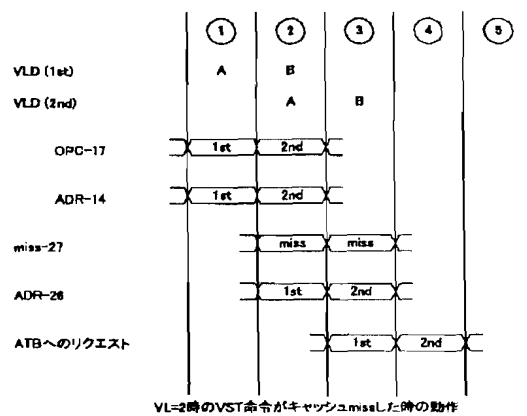 ① ② ③ ④ ⑤
VLD (1st) A B
VLD (2nd) A B
OPC-17 1st 2nd
ADR-14 1st 2nd
miss-27 miss miss
ADR-26 1st 2nd
ATBへのリクエスト 1st 2nd
VL=2時のVST命令がキャッシュmissした時の動作